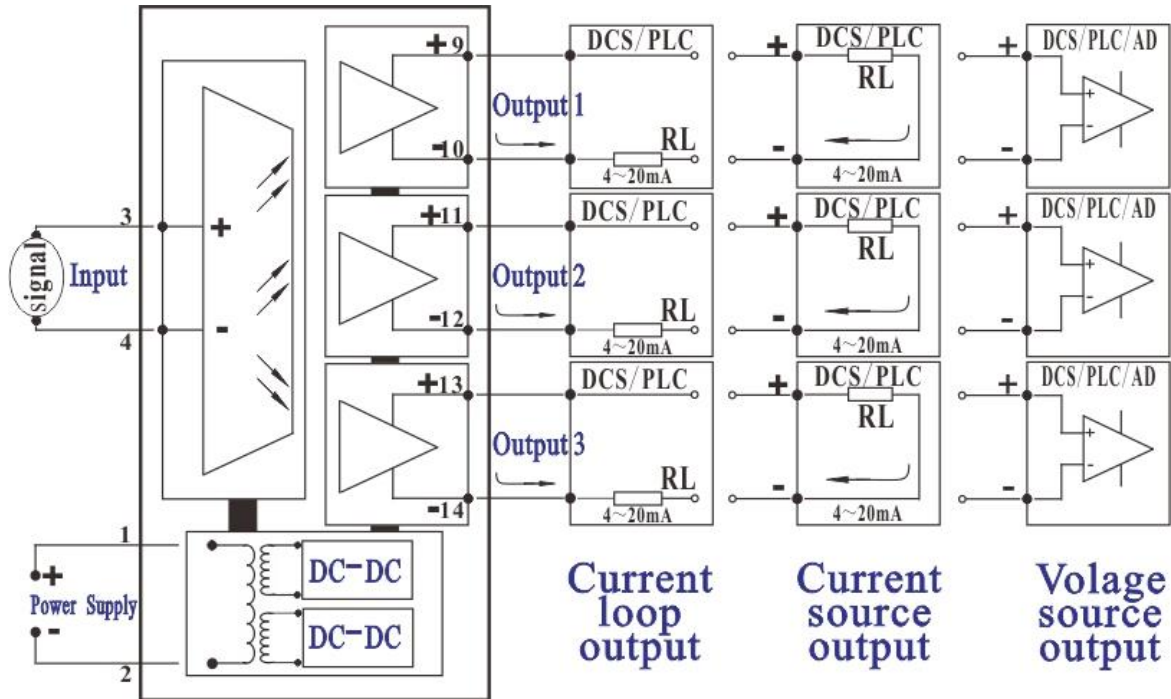 + 9
- 10
Output 1
DCS/PLC
RL
4~20mA
+
-
DCS/PLC
RL
+
-
DCS/PLC/AD
+
-
3
4
signal
Input
+
-
+ 11
- 12
Output 2
DCS/PLC
RL
4~20mA
+
-
DCS/PLC
RL
4~20mA
+
-
DCS/PLC/AD
+
-
+ 13
- 14
Output 3
DCS/PLC
RL
4~20mA
+
-
DCS/PLC
RL
4~20mA
+
-
DCS/PLC/AD
+
-
1
+
Power Supply
-
2
DC-DC
DC-DC
Current
loop
output
Current
source
output
Volage
source
output